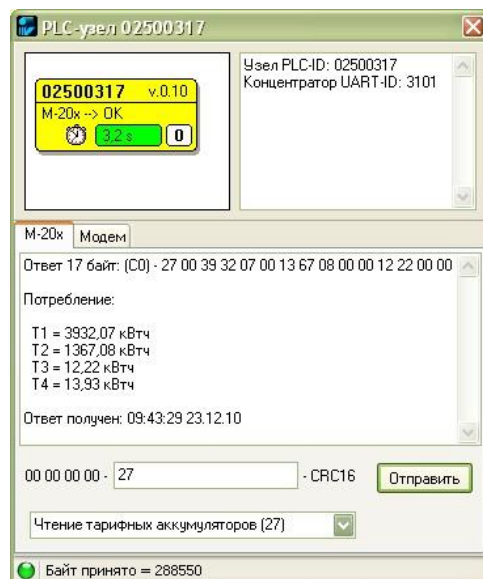 PLC-узел 02500317
02500317 v.0.10
М-20x --> OK
3,2 s 0
Узел PLC-ID: 02500317
Концентратор UART-ID: 3101
М-20x Модем
Ответ 17 байт: (C0) - 27 00 39 32 07 00 13 67 08 00 00 12 22 00 00
Потребление:
T1 = 3932,07 кВтч
T2 = 1367,08 кВтч
T3 = 12,22 кВтч
T4 = 13,93 кВтч
Ответ получен: 09:43:29 23.12.10
00 00 00 00 - 27 - CRC16 Отправить
Чтение тарифных аккумуляторов (27)
Байт принято = 288550